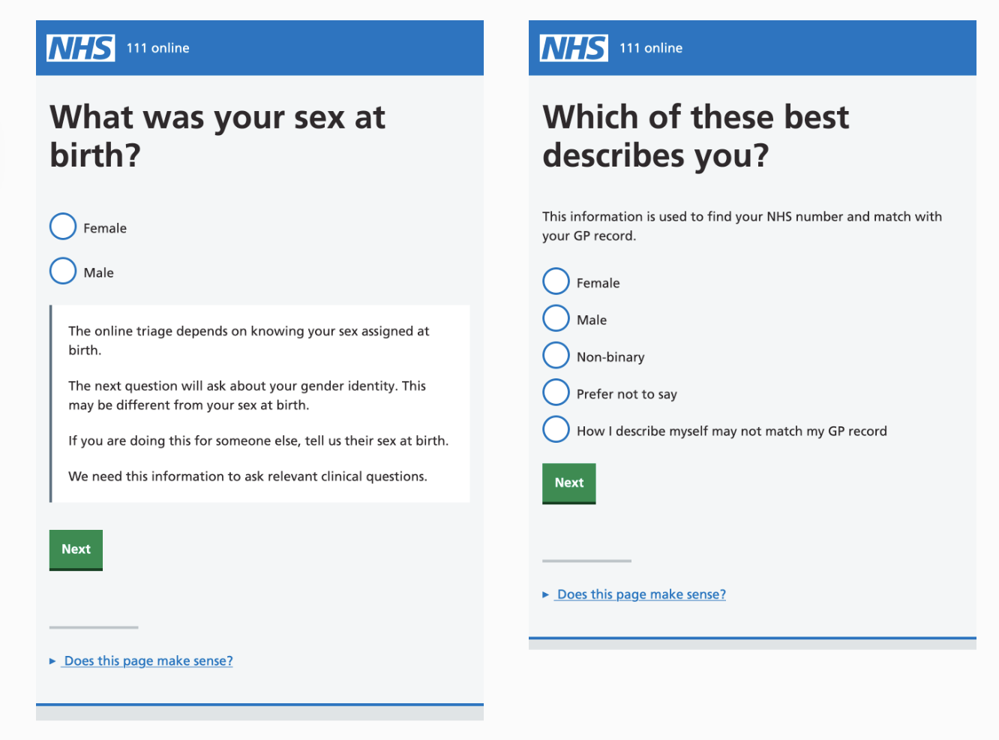 NHS 111 online
What was your sex at
birth?
Female
Male
The online triage depends on knowing your sex assigned at
birth.
The next question will ask about your gender identity. This
may be different from your sex at birth.
If you are doing this for someone else, tell us their sex at birth.
We need this information to ask relevant clinical questions.
Next
Does this page make sense?
NHS 111 online
Which of these best
describes you?
This information is used to find your NHS number and match with
your GP record.
Female
Male
Non-binary
Prefer not to say
How I describe myself may not match my GP record
Next
Does this page make sense?